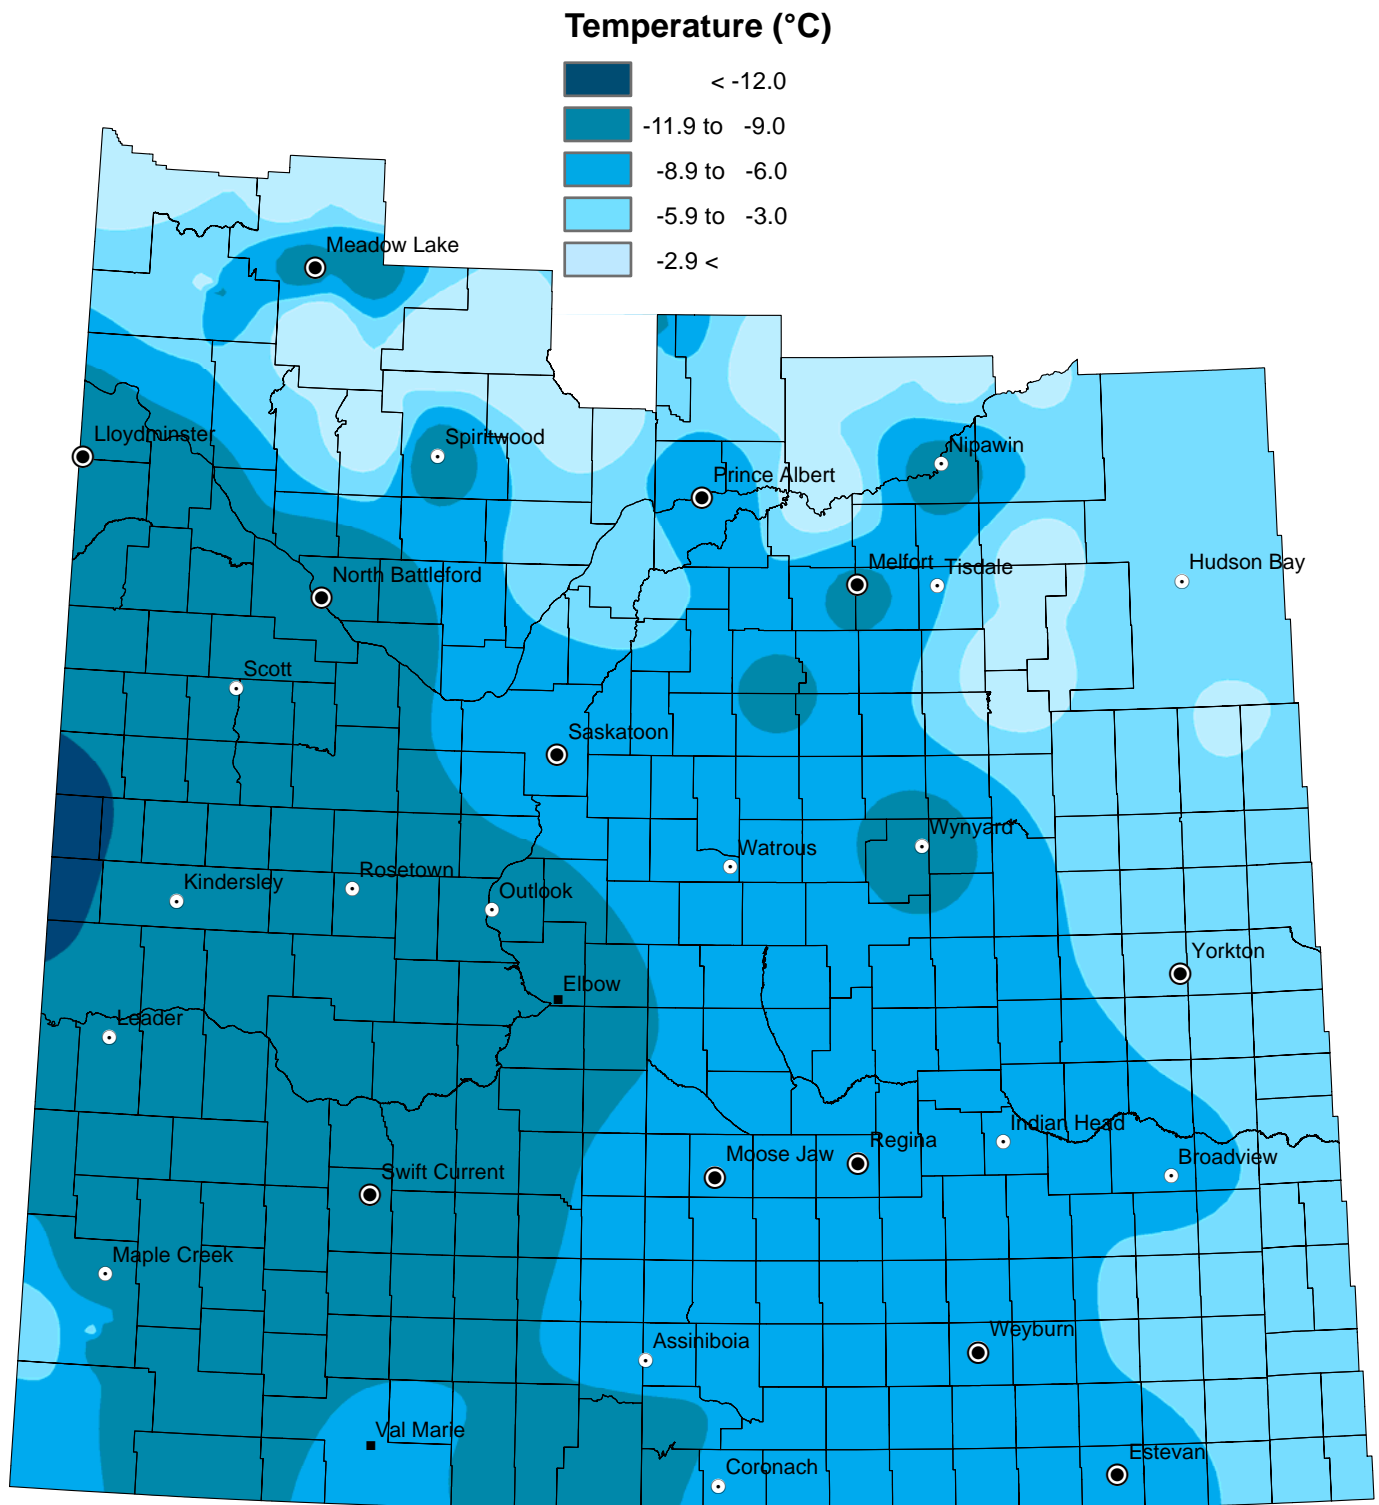 Temperature (°C)
< -12.0
-11.9 to -9.0
-8.9 to -6.0
-5.9 to -3.0
-2.9 <
Meadow Lake
Lloydminster
Spiritwood
Nipawin
Prince Albert
Melfort
Tisdale
Hudson Bay
North Battleford
Scott
Saskatoon
Wynyard
Watrous
Rosetown
Kindersley
Outlook
Yorkton
Elbow
Leader
Indian Head
Regina
Moose Jaw
Broadview
Swift Current
Maple Creek
Weyburn
Assiniboia
Val Marie
Estevan
Coronach